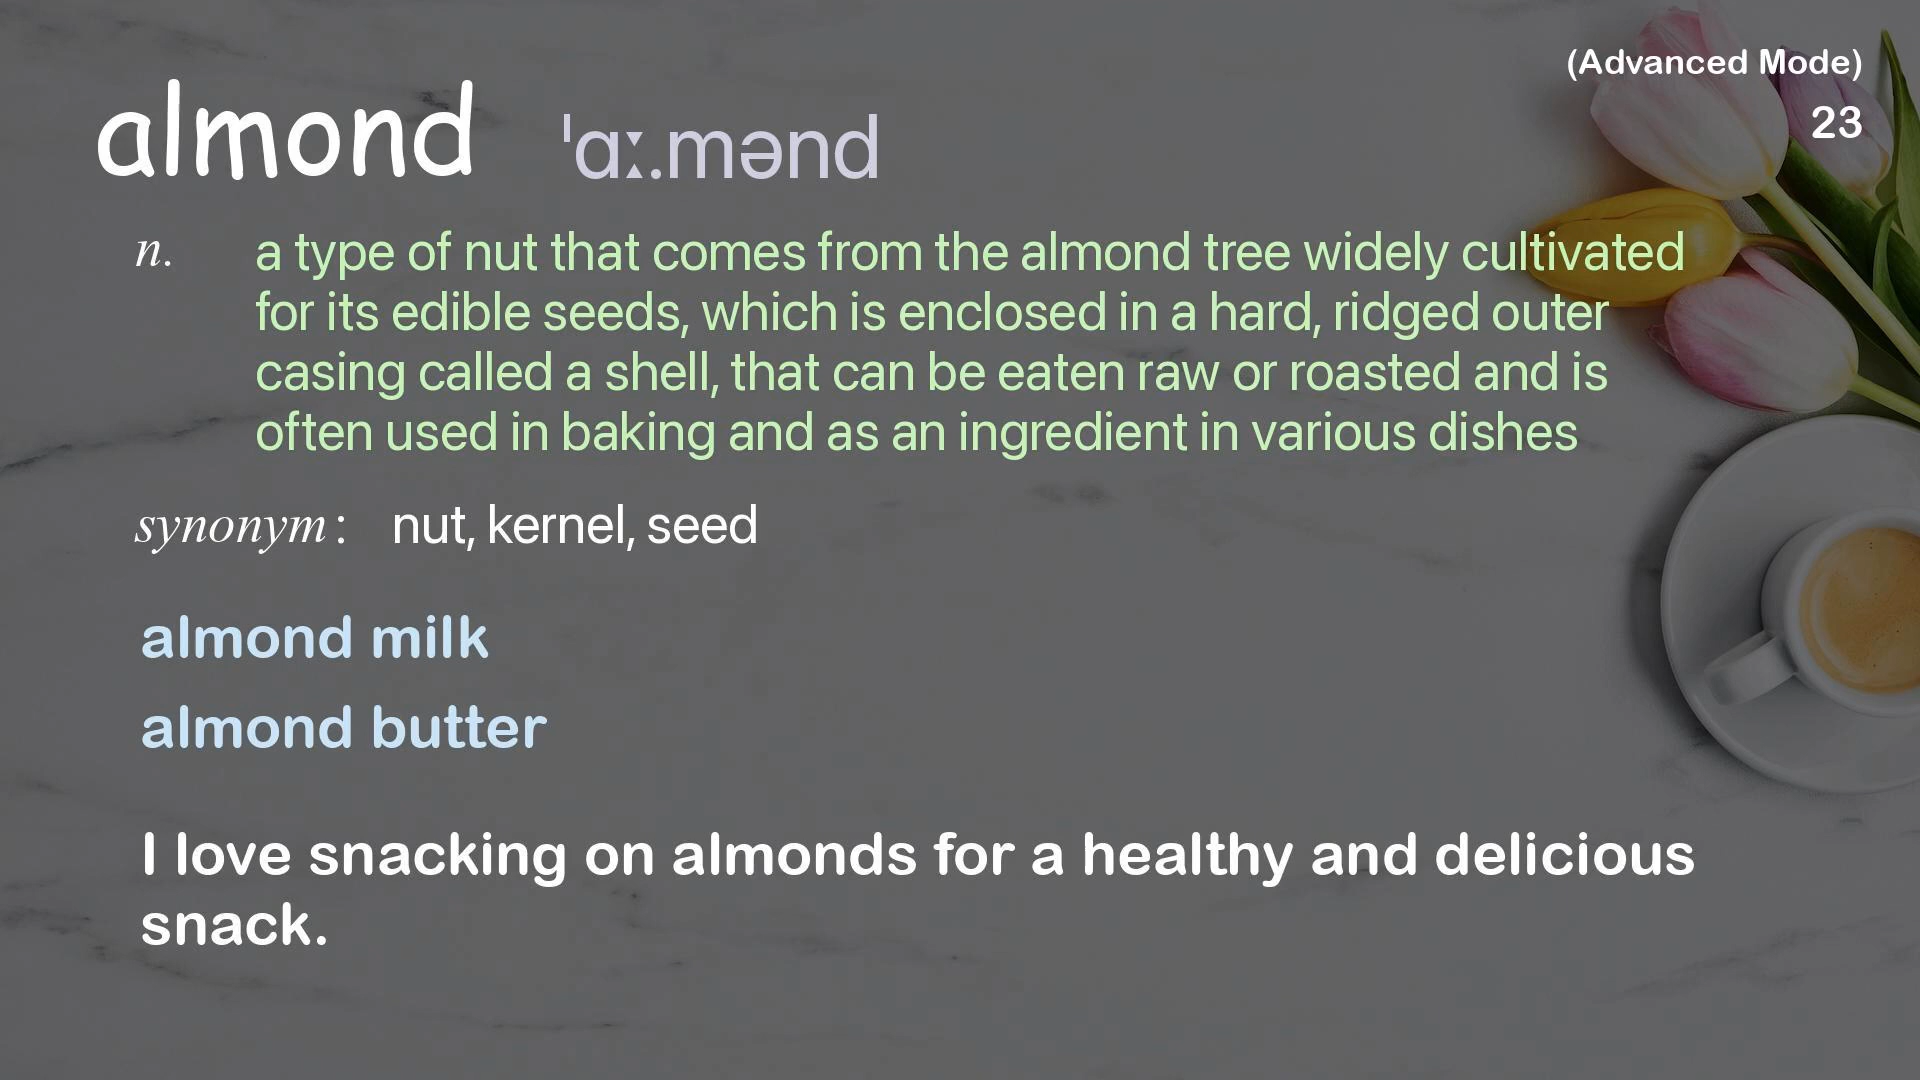 (Advanced Mode)
23
almond ˈɑː.mənd
n. a type of nut that comes from the almond tree widely cultivated
for its edible seeds, which is enclosed in a hard, ridged outer
casing called a shell, that can be eaten raw or roasted and is
often used in baking and as an ingredient in various dishes
synonym: nut, kernel, seed
almond milk
almond butter
I love snacking on almonds for a healthy and delicious
snack.